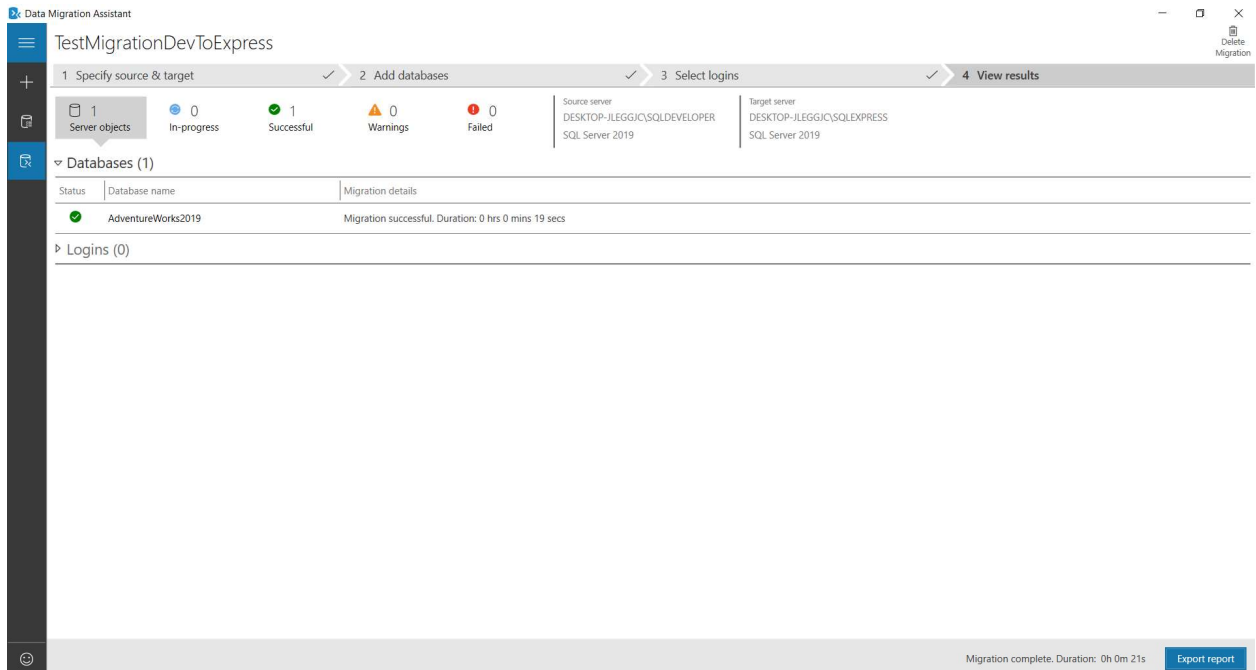 Data Migration Assistant
TestMigrationDevToExpress
Delete
Migration
1 Specify source & target
2 Add databases
3 Select logins
4 View results
1
Server objects
0
In-progress
1
Successful
0
Warnings
0
Failed
Source server
DESKTOP-JLEGGJC\SQLDEVELOPER
SQL Server 2019
Target server
DESKTOP-JLEGGJC\SQLEXPRESS
SQL Server 2019
Databases (1)
Status Database name Migration details
AdventureWorks2019 Migration successful. Duration: 0 hrs 0 mins 19 secs
Logins (0)
Migration complete. Duration: 0h 0m 21s Export report